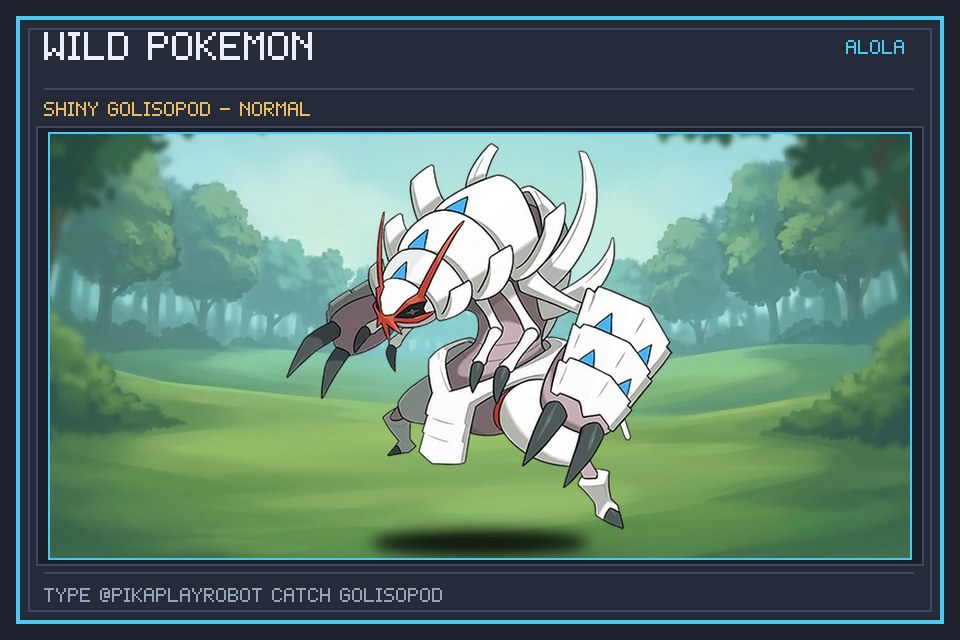 WILD POKEMON
ALOLA
SHINY GOLISOPOD - NORMAL
TYPE @PIKAPLAYROBOT CATCH GOLISOPOD